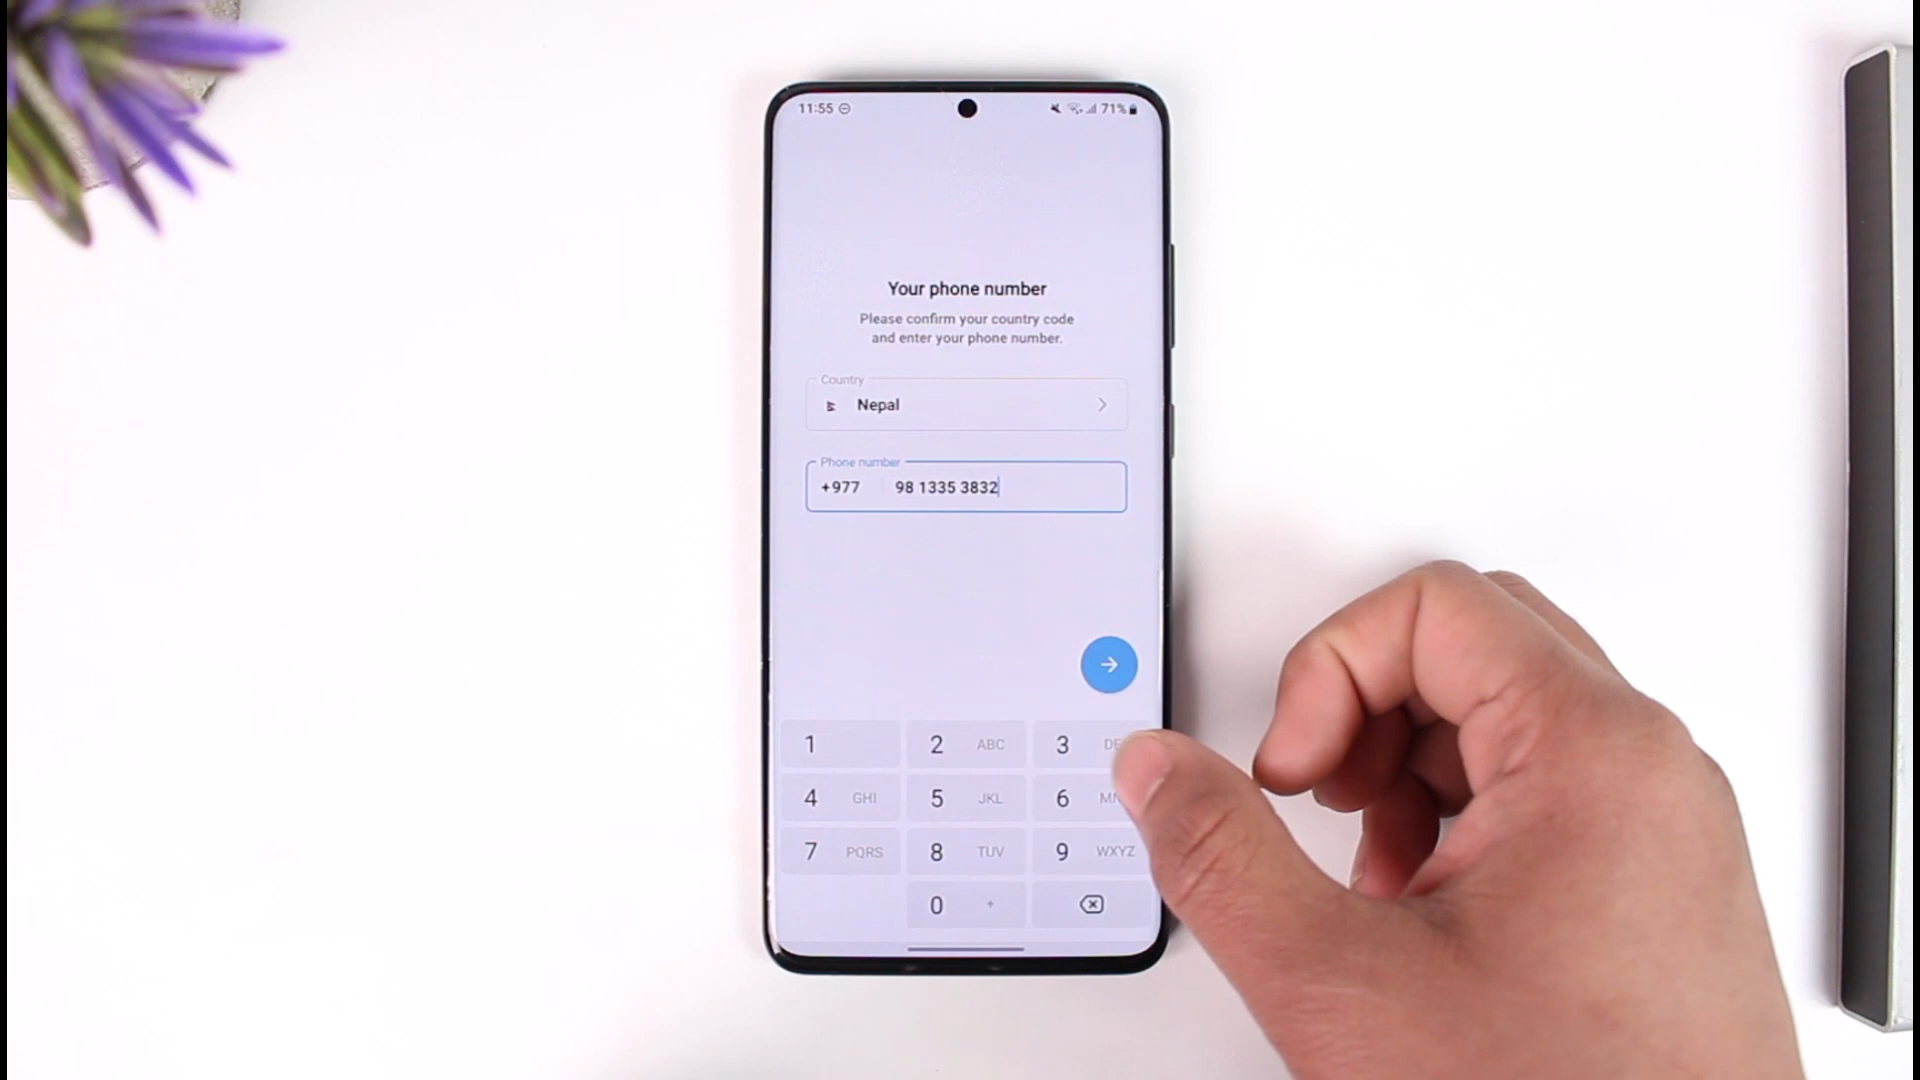 11:55 71%
Your phone number
Please confirm your country code
and enter your phone number.
Country
Nepal
Phone number
+977 98 1335 3832
1 2 ABC 3
4 GHI 5 JKL 6
7 PQRS 8 TUV 9 WXYZ
0 +